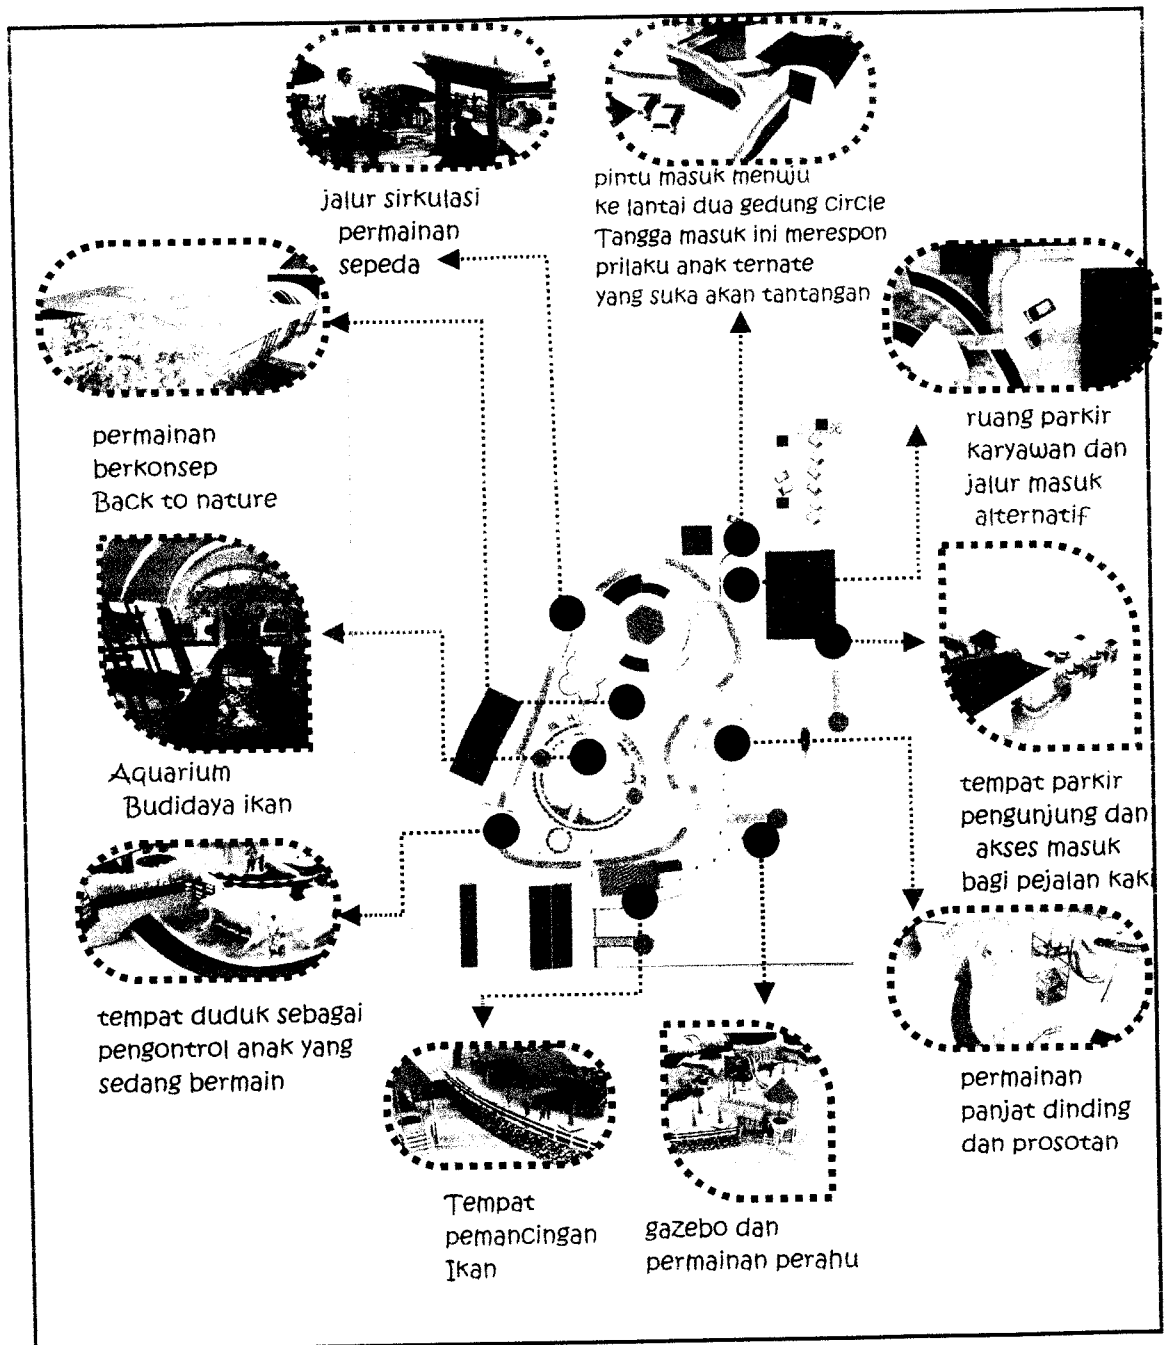 jalur sirkulasi
permainan
sepeda
pintu masuk menuju
ke lantai dua gedung circle
Tangga masuk ini merespon
prilaku anak ternate
yang suka akan tantangan
permainan
berkonsep
Back to nature
ruang parkir
karyawan dan
jalur masuk
alternatif
Aquarium
Budidaya ikan
tempat parkir
pengunjung dan
akses masuk
bagi pejalan kaki
tempat duduk sebagai
pengontrol anak yang
sedang bermain
permainan
panjat dinding
dan prosotan
Tempat
pemancingan
Ikan
gazebo dan
permainan perahu